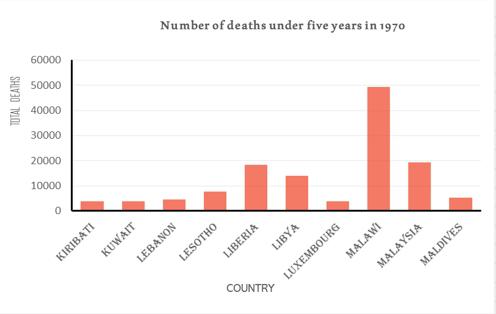 Number of deaths under five years in 1970
TOTAL DEATHS
60000
50000
40000
30000
20000
10000
0
KIRIBATI
KUWAIT
LEBANON
LESOTHO
LIBERIA
LIBYA
LUXEMBOURG
MALAWI
MALAYSIA
MALDIVES
COUNTRY